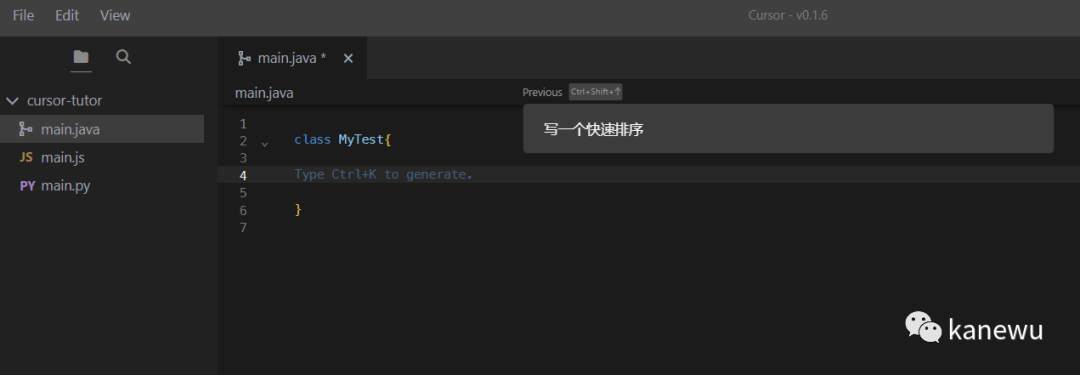 File Edit View Cursor - v0.1.6
main.java *
main.java Previous Ctrl+Shift+↑
cursor-tutor
写一个快速排序
main.java
JS main.js
PY main.py
1
2 class MyTest{
3
4 Type Ctrl+K to generate.
5
6 }
7
kanewu